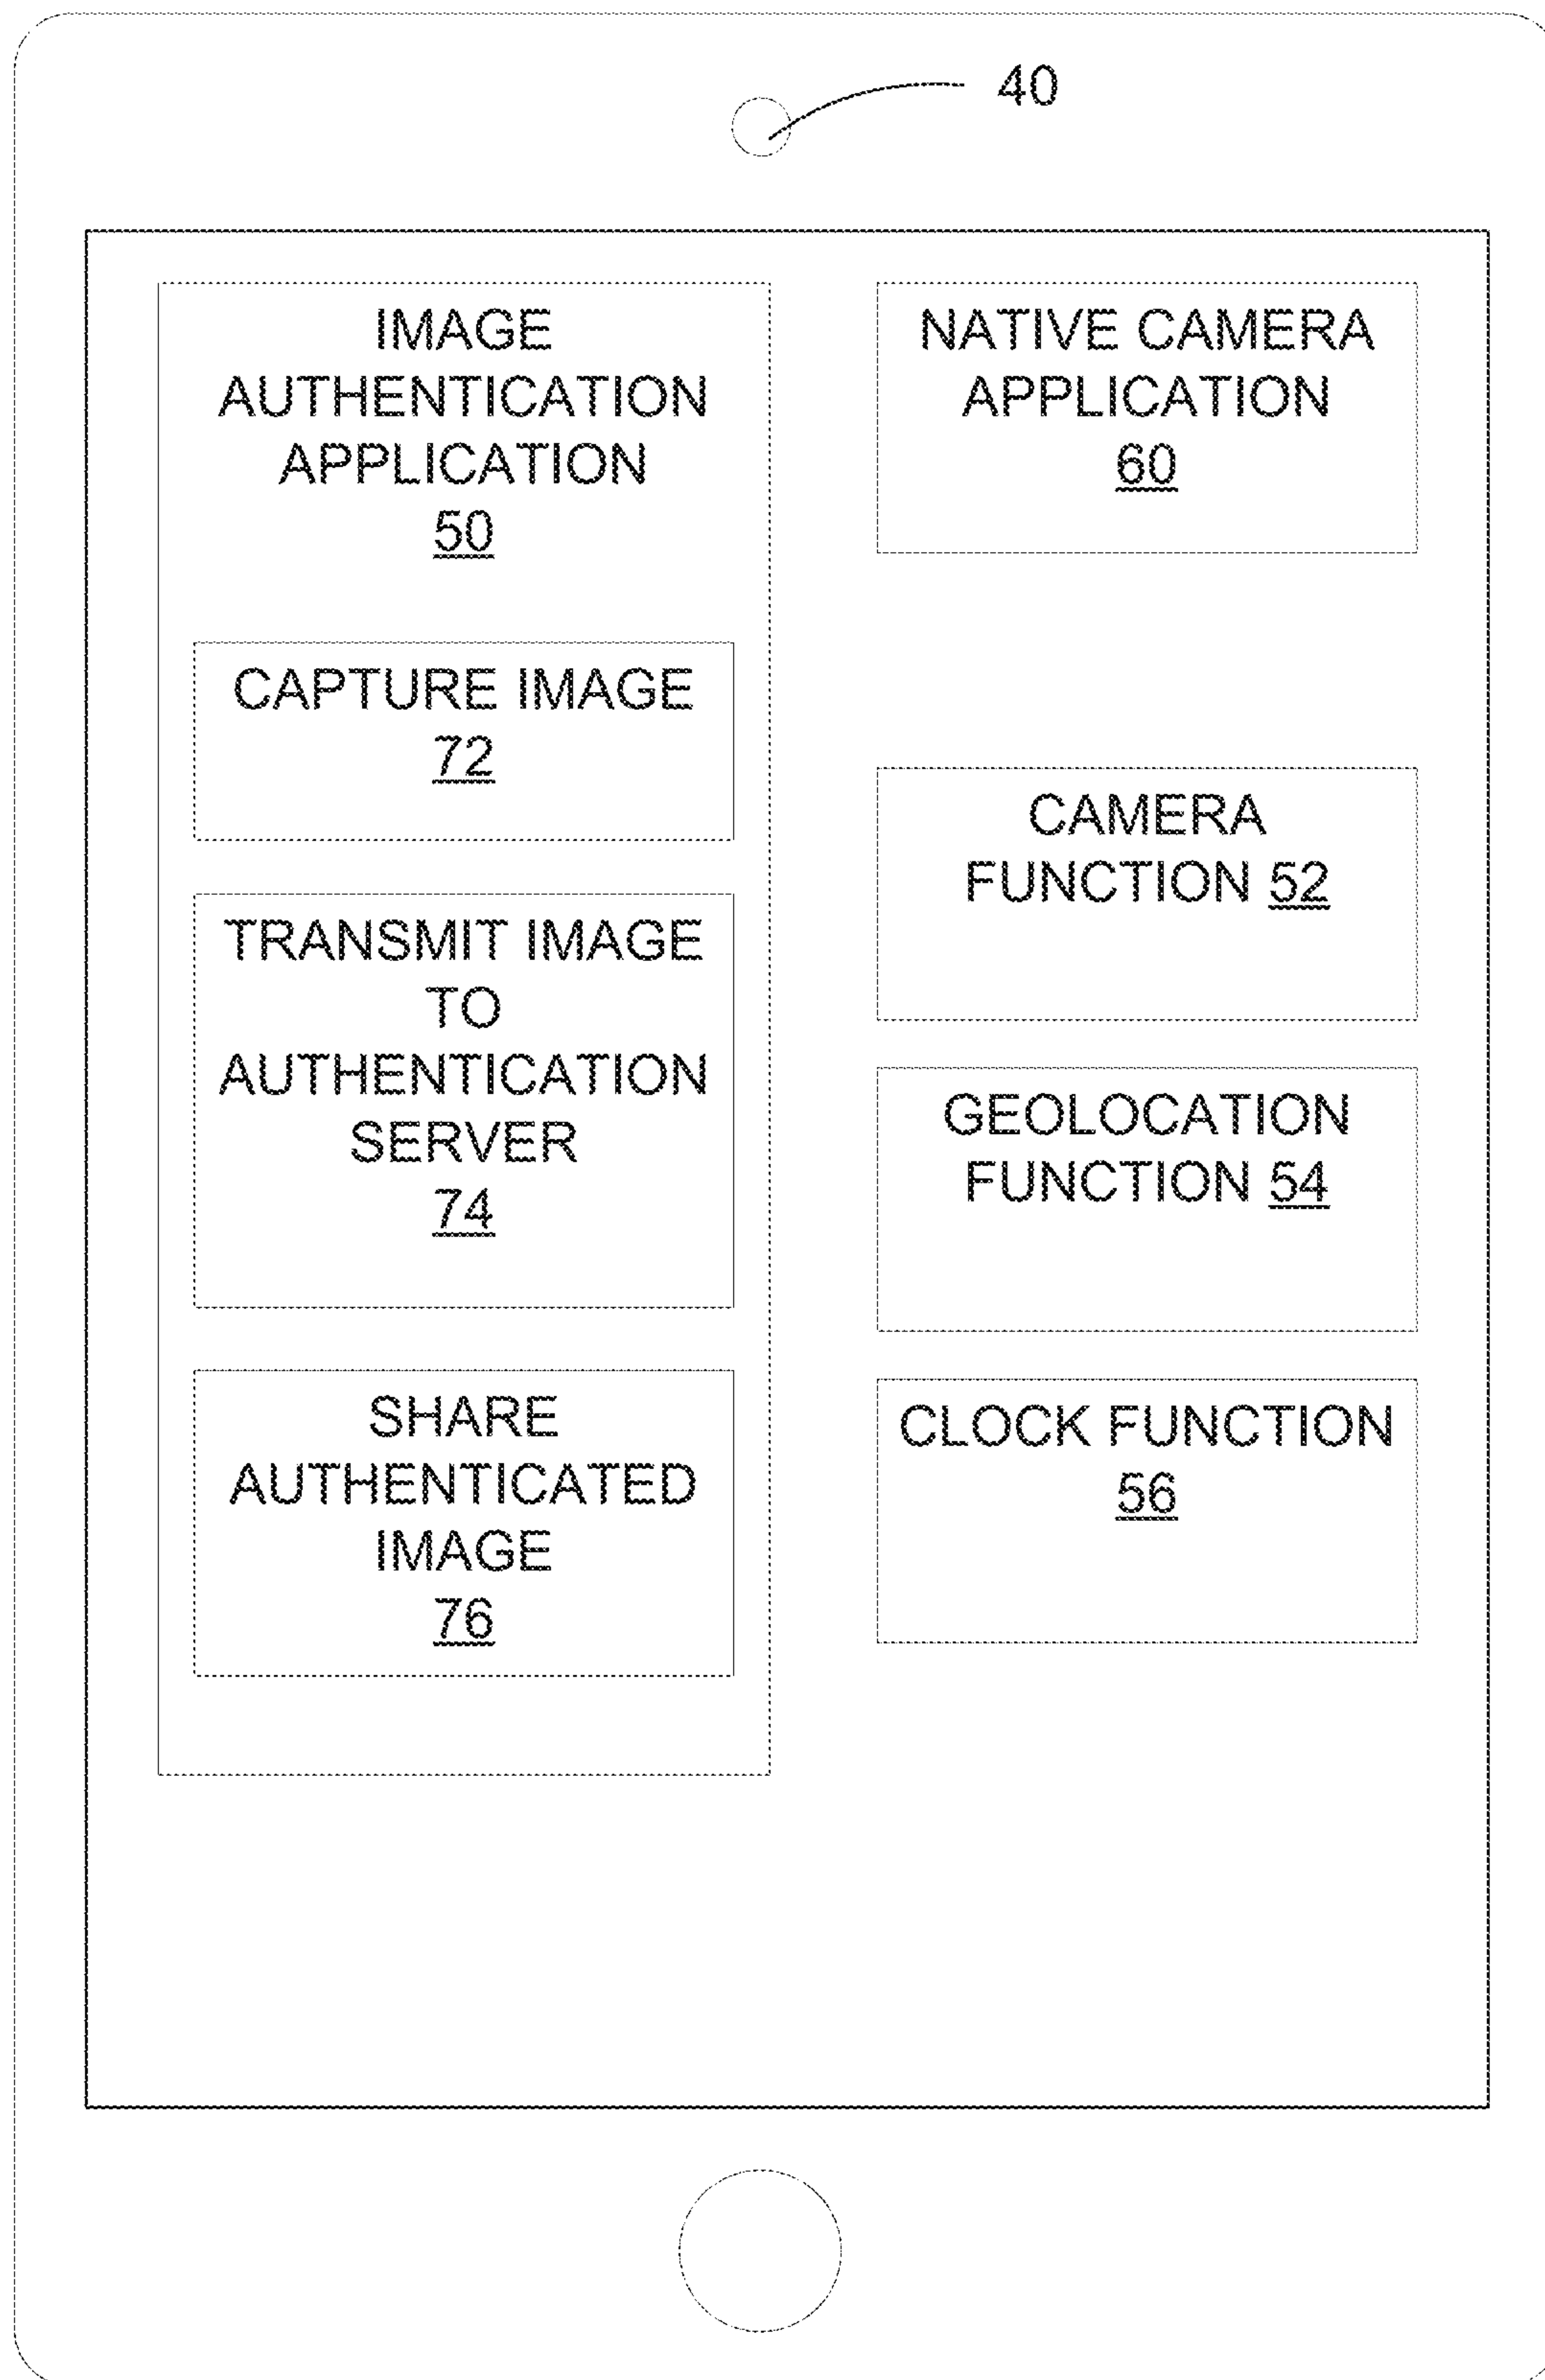 40
IMAGE
AUTHENTICATION
APPLICATION
50
CAPTURE IMAGE
72
TRANSMIT IMAGE
TO
AUTHENTICATION
SERVER
74
SHARE
AUTHENTICATED
IMAGE
76
NATIVE CAMERA
APPLICATION
60
CAMERA
FUNCTION 52
GEOLOCATION
FUNCTION 54
CLOCK FUNCTION
56